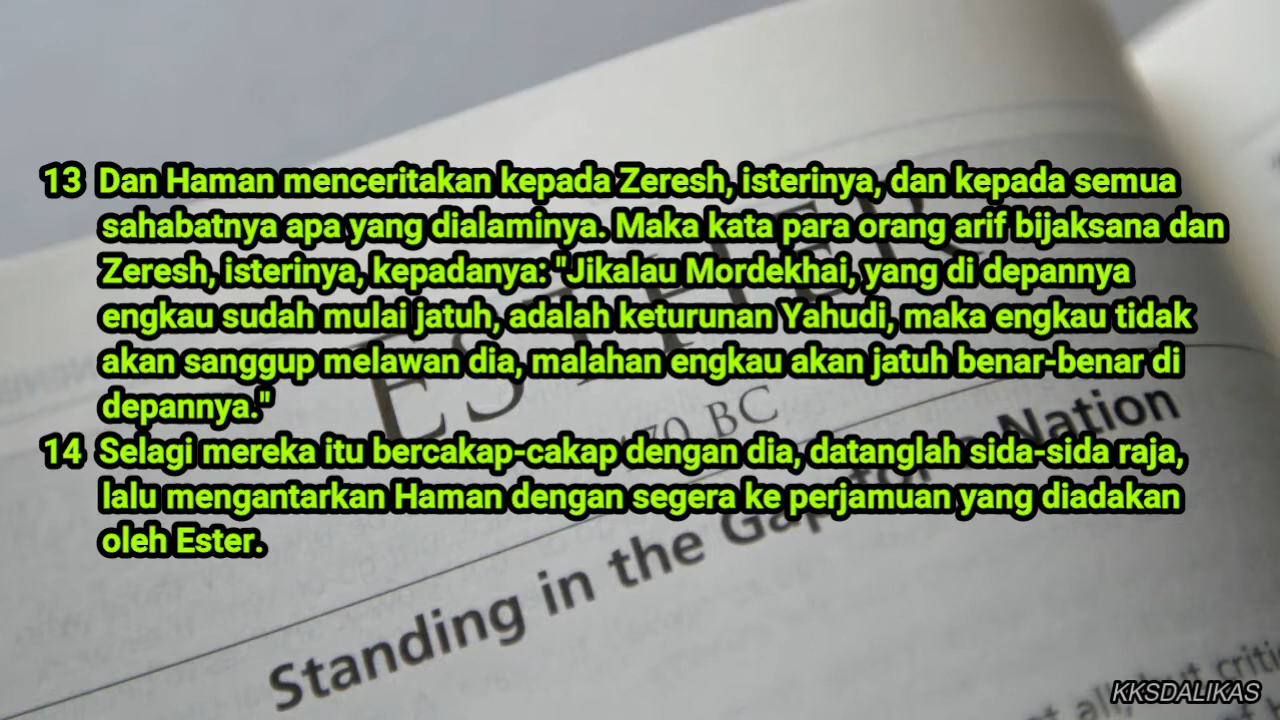 13 Dan Haman menceritakan kepada Zeresh, isterinya, dan kepada semua
sahabatnya apa yang dialaminya. Maka kata para orang arif bijaksana dan
Zeresh, isterinya, kepadanya: "Jikalau Mordekhai, yang di depannya
engkau sudah mulai jatuh, adalah keturunan Yahudi, maka engkau tidak
akan sanggup melawan dia, malahan engkau akan jatuh benar-benar di
depannya."
14 Selagi mereka itu bercakap-cakap dengan dia, datanglah sida-sida raja,
lalu mengantarkan Haman dengan segera ke perjamuan yang diadakan
oleh Ester.
ESTHER
BC
Standing in the Gap for Nation
KKSDALIKAS